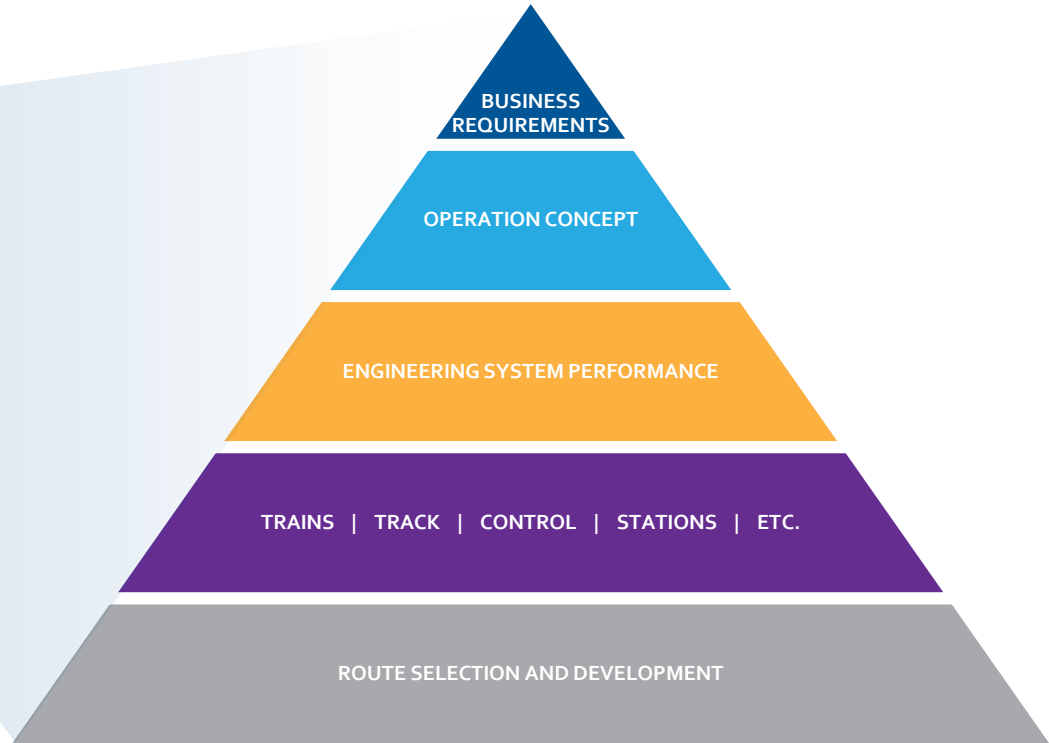 BUSINESS
REQUIREMENTS
OPERATION CONCEPT
ENGINEERING SYSTEM PERFORMANCE
TRAINS | TRACK | CONTROL | STATIONS | ETC.
ROUTE SELECTION AND DEVELOPMENT